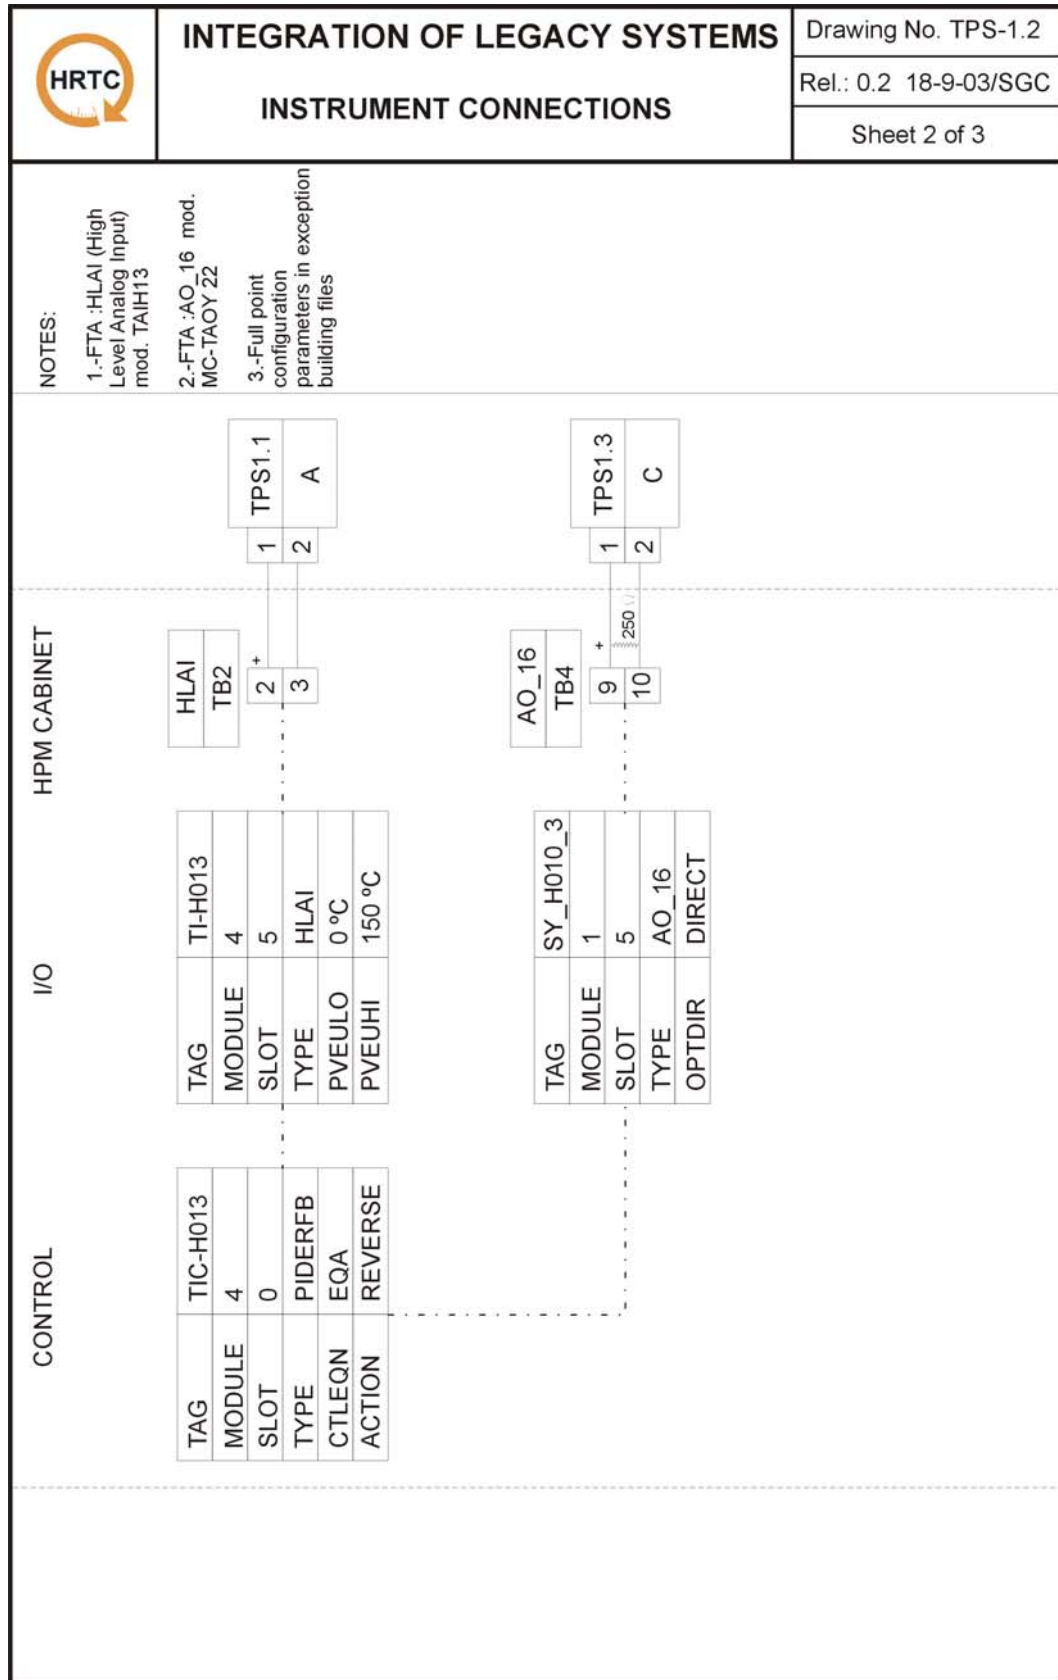 HRTC
INTEGRATION OF LEGACY SYSTEMS
INSTRUMENT CONNECTIONS
Drawing No. TPS-1.2
Rel.: 0.2 18-9-03/SGC
Sheet 2 of 3
CONTROL
I/O
HPM CABINET
NOTES:
1.-FTA :HLAI (High
Level Analog Input)
mod. TAIH13
2.-FTA :AO_16 mod.
MC-TAOY 22
3.-Full point
configuration
parameters in exception
building files
TAG TIC-H013
MODULE 4
SLOT 0
TYPE PIDERFB
CTLEQN EQA
ACTION REVERSE
TAG TI-H013
MODULE 4
SLOT 5
TYPE HLAI
PVEULO 0 ºC
PVEUHI 150 ºC
HLAI
TB2
2 +
3
1
2
TPS1.1
A
TAG SY_H010_3
MODULE 1
SLOT 5
TYPE AO_16
OPTDIR DIRECT
AO_16
TB4
9 +
10
250
1
2
TPS1.3
C